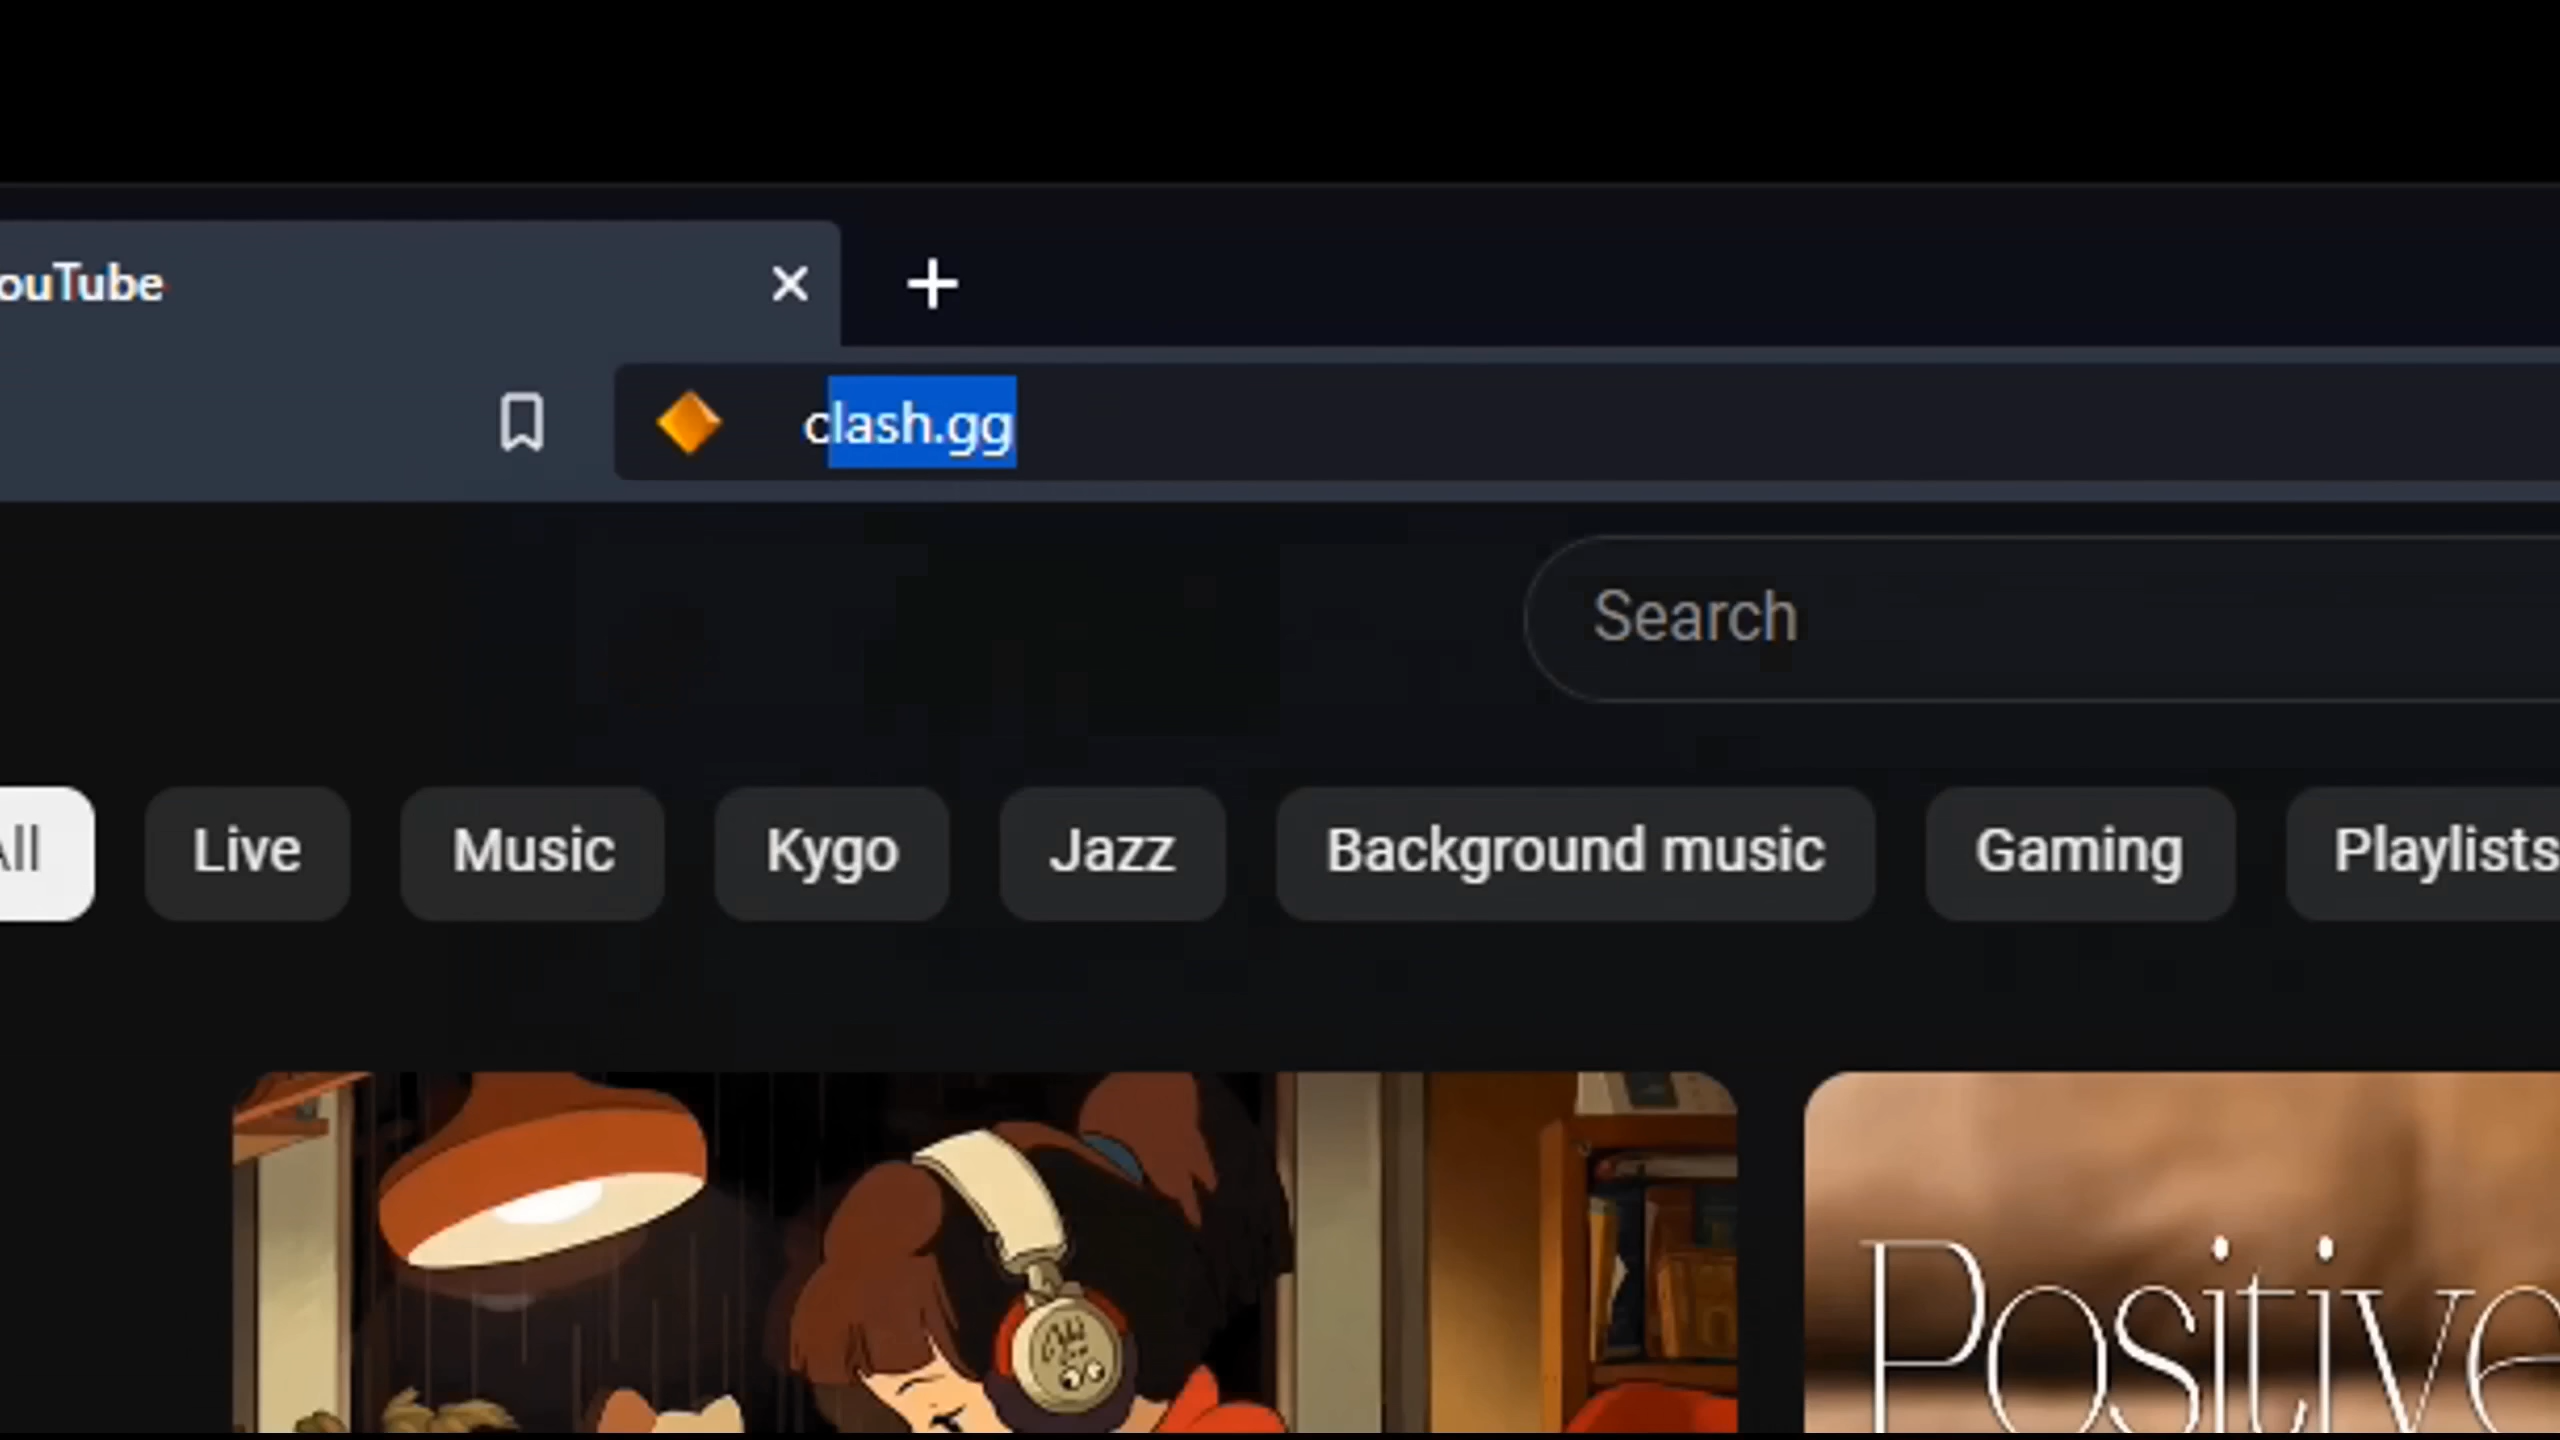 ouTube
clash.gg
Search
All Live Music Kygo Jazz Background music Gaming Playlists
Positive